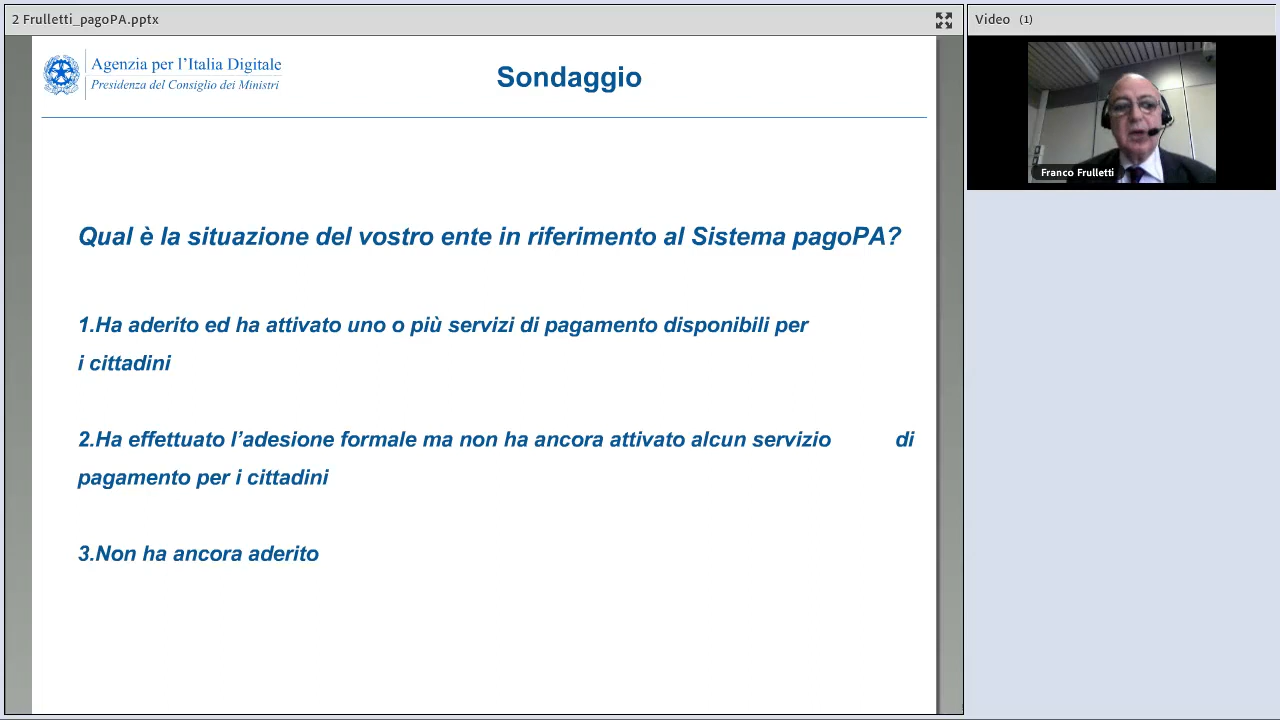 2 Frulletti_pagoPA.pptx
Video (1)
Agenzia per l'Italia Digitale
Presidenza del Consiglio dei Ministri
Sondaggio
Franco Frulletti
Qual è la situazione del vostro ente in riferimento al Sistema pagoPA?
1.Ha aderito ed ha attivato uno o più servizi di pagamento disponibili per
i cittadini
2.Ha effettuato l’adesione formale ma non ha ancora attivato alcun servizio di
pagamento per i cittadini
3.Non ha ancora aderito